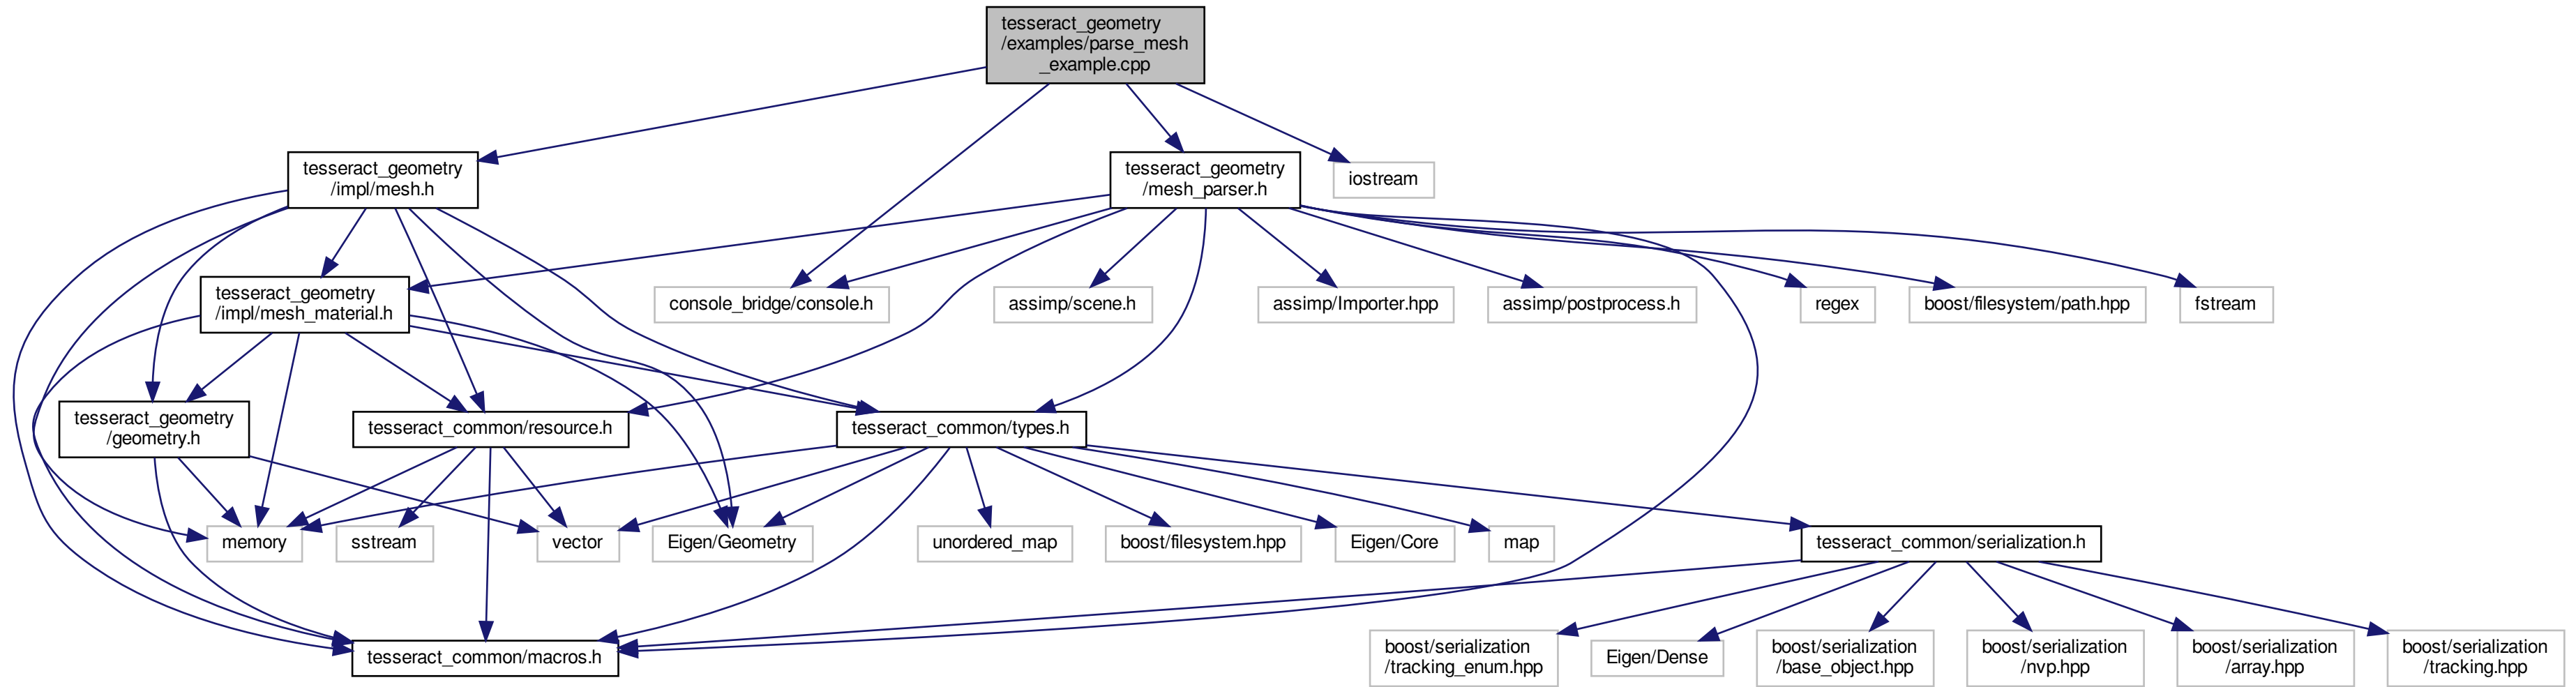 tesseract_geometry
/examples/parse_mesh
_example.cpp
tesseract_geometry
/impl/mesh.h
tesseract_geometry
/mesh_parser.h
iostream
tesseract_geometry
/impl/mesh_material.h
console_bridge/console.h
assimp/scene.h
assimp/Importer.hpp
assimp/postprocess.h
regex
boost/filesystem/path.hpp
fstream
tesseract_geometry
/geometry.h
tesseract_common/resource.h
tesseract_common/types.h
memory
sstream
vector
Eigen/Geometry
unordered_map
boost/filesystem.hpp
Eigen/Core
map
tesseract_common/serialization.h
tesseract_common/macros.h
boost/serialization
/tracking_enum.hpp
Eigen/Dense
boost/serialization
/base_object.hpp
boost/serialization
/nvp.hpp
boost/serialization
/array.hpp
boost/serialization
/tracking.hpp